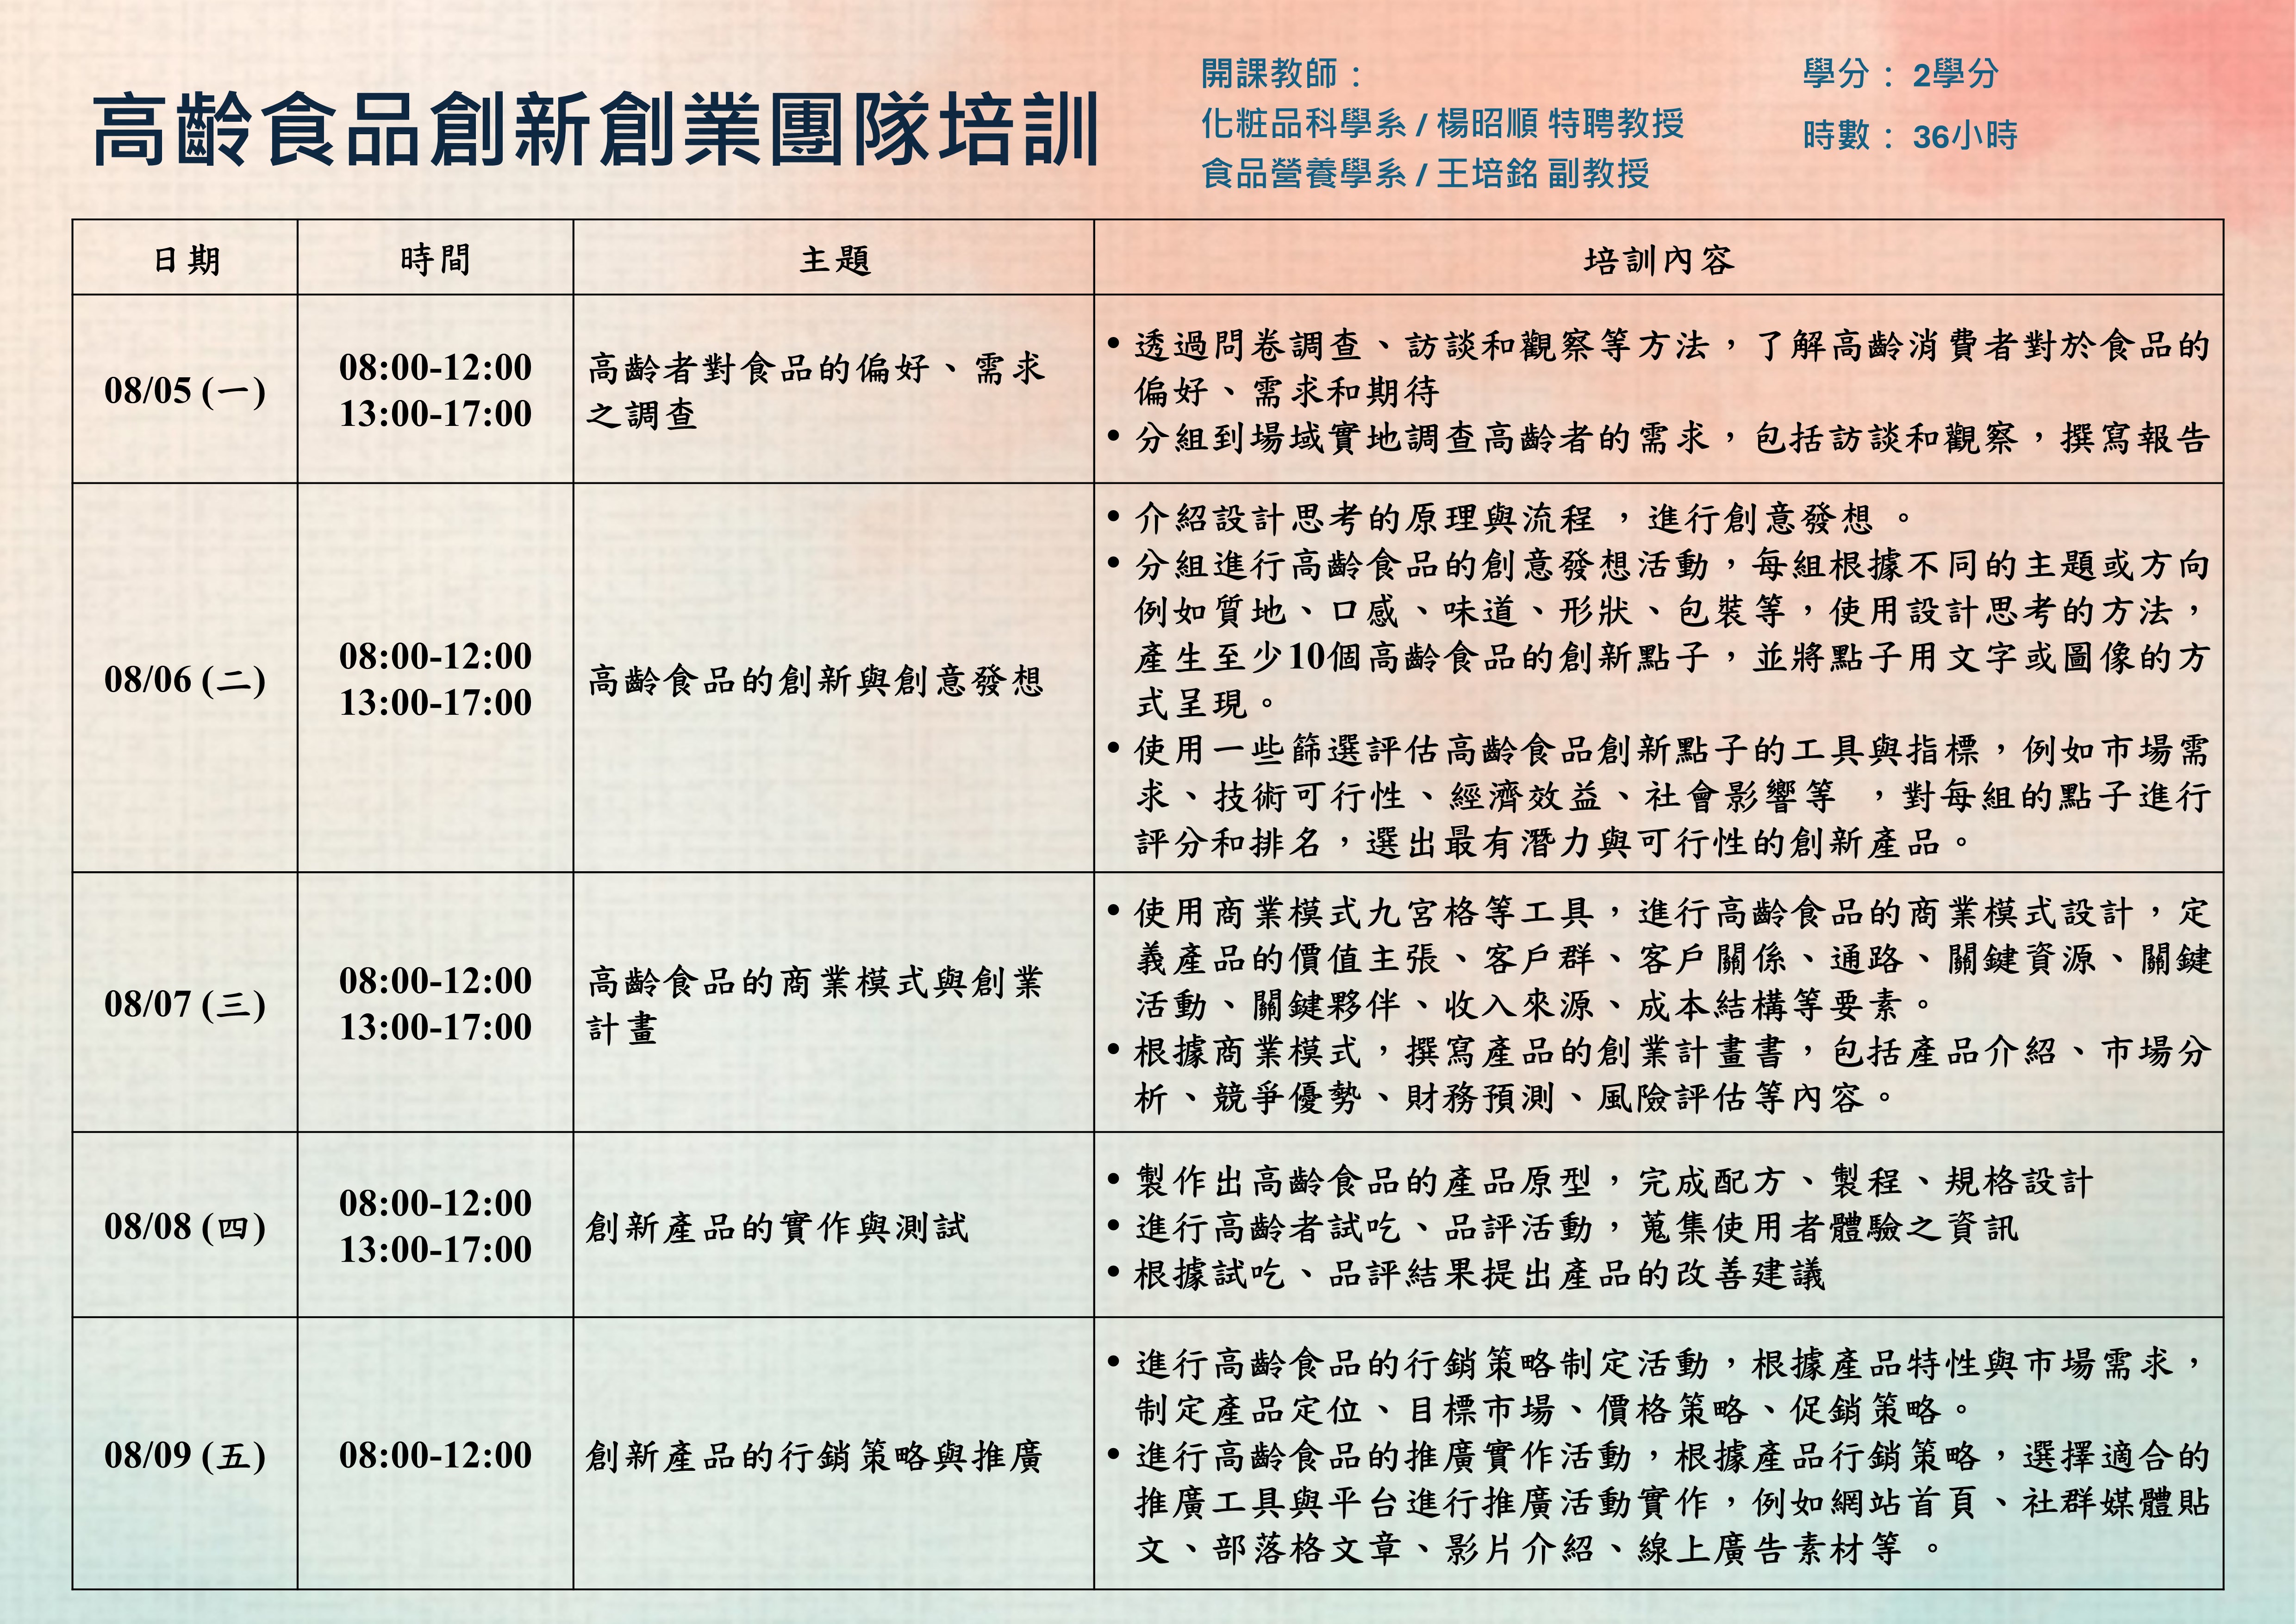 高齡食品創新創業團隊培訓
開課教師：
化粧品科學系 / 楊昭順 特聘教授
食品營養學系 / 王培銘 副教授
學分： 2學分
時數： 36小時
日期
時間
主題
培訓內容
08/05 (一)
08:00-12:00
13:00-17:00
高齡者對食品的偏好、需求
之調查
• 透過問卷調查、訪談和觀察等方法，了解高齡消費者對於食品的
偏好、需求和期待
• 分組到場域實地調查高齡者的需求，包括訪談和觀察，撰寫報告
08/06 (二)
08:00-12:00
13:00-17:00
高齡食品的創新與創意發想
• 介紹設計思考的原理與流程 ，進行創意發想 。
• 分組進行高齡食品的創意發想活動，每組根據不同的主題或方向
例如質地、口感、味道、形狀、包裝等，使用設計思考的方法，
產生至少10個高齡食品的創新點子，並將點子用文字或圖像的方
式呈現。
• 使用一些篩選評估高齡食品創新點子的工具與指標，例如市場需
求、技術可行性、經濟效益、社會影響等 ，對每組的點子進行
評分和排名，選出最有潛力與可行性的創新產品。
08/07 (三)
08:00-12:00
13:00-17:00
高齡食品的商業模式與創業
計畫
• 使用商業模式九宮格等工具，進行高齡食品的商業模式設計，定
義產品的價值主張、客戶群、客戶關係、通路、關鍵資源、關鍵
活動、關鍵夥伴、收入來源、成本結構等要素。
• 根據商業模式，撰寫產品的創業計畫書，包括產品介紹、市場分
析、競爭優勢、財務預測、風險評估等內容。
08/08 (四)
08:00-12:00
13:00-17:00
創新產品的實作與測試
• 製作出高齡食品的產品原型，完成配方、製程、規格設計
• 進行高齡者試吃、品評活動，蒐集使用者體驗之資訊
• 根據試吃、品評結果提出產品的改善建議
08/09 (五)
08:00-12:00
創新產品的行銷策略與推廣
• 進行高齡食品的行銷策略制定活動，根據產品特性與市場需求，
制定產品定位、目標市場、價格策略、促銷策略。
• 進行高齡食品的推廣實作活動，根據產品行銷策略，選擇適合的
推廣工具與平台進行推廣活動實作，例如網站首頁、社群媒體貼
文、部落格文章、影片介紹、線上廣告素材等 。